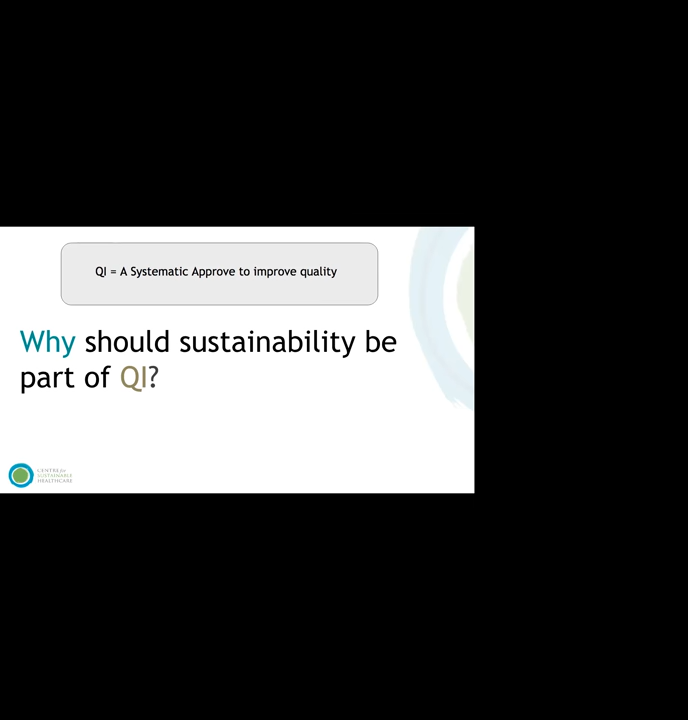 QI = A Systematic Approve to improve quality
Why should sustainability be
part of QI?
CENTRE for
SUSTAINABLE
HEALTHCARE